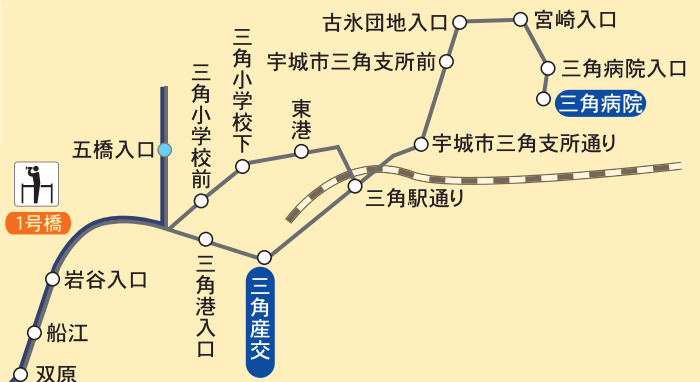 古氷団地入口
宮崎入口
宇城市三角支所前
三角病院入口
三角病院
三角小学校下
三角小学校前
東港
五橋入口
宇城市三角支所通り
三角駅通り
1号橋
三角港入口
三角産交
岩谷入口
船江
双原